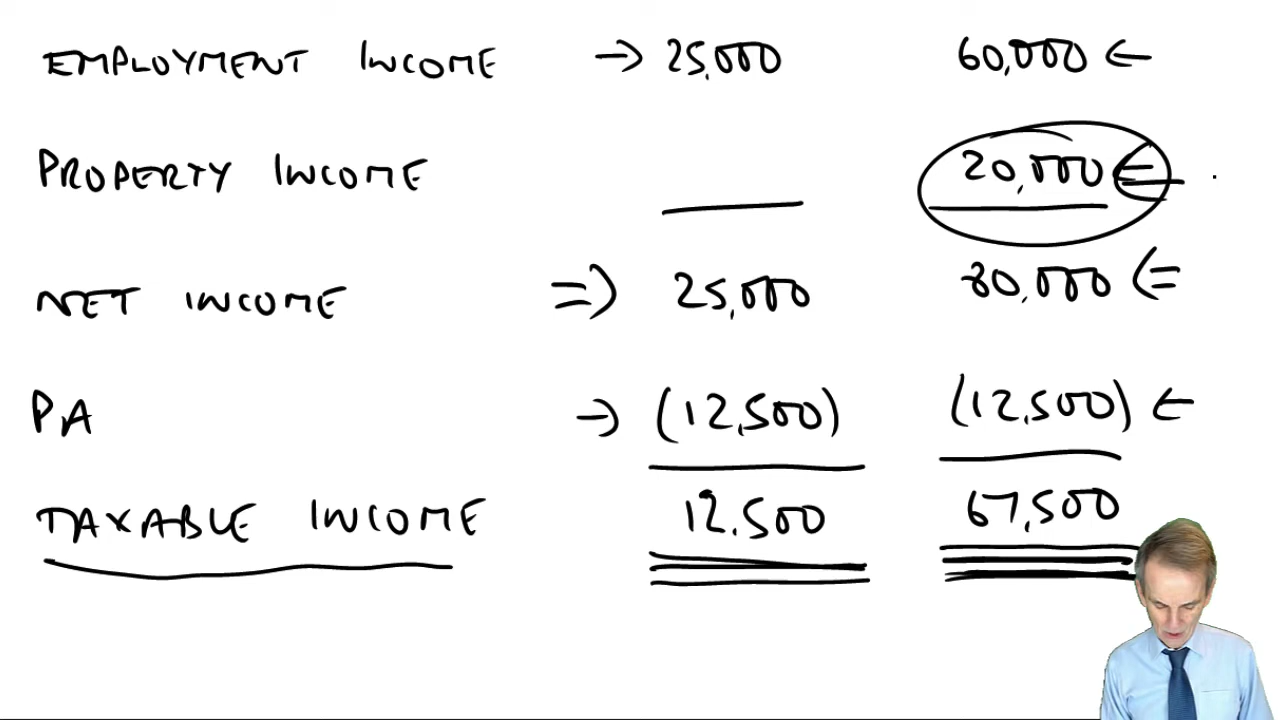 EMPLOYMENT INCOME → 25,000 60,000 ←
PROPERTY INCOME 20,000 ←
NET INCOME ⇒ 25,000 80,000 ⇐
PA → (12,500) (12,500) ←
TAXABLE INCOME 12,500 67,500